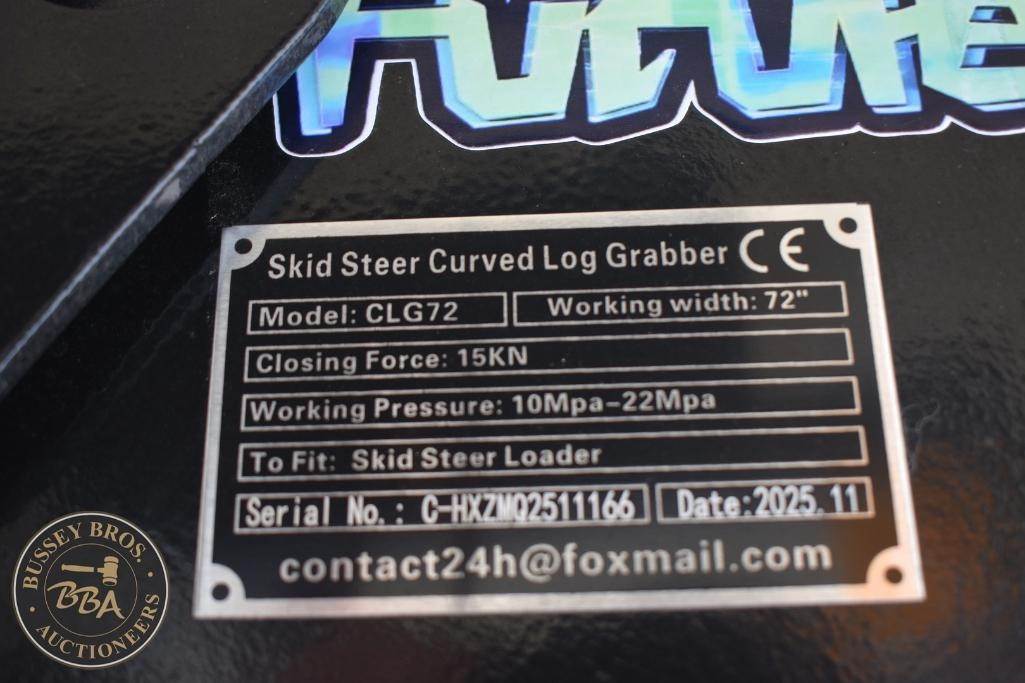 Skid Steer Curved Log Grabber CE
Model: CLG72
Working width: 72"
Closing Force: 15KN
Working Pressure: 10Mpa-22Mpa
To Fit: Skid Steer Loader
Serial No.: C-HXZMQ2511166
Date:2025.11
contact24h@foxmail.com
BUSSEY BROS.
BBA
AUCTIONEERS